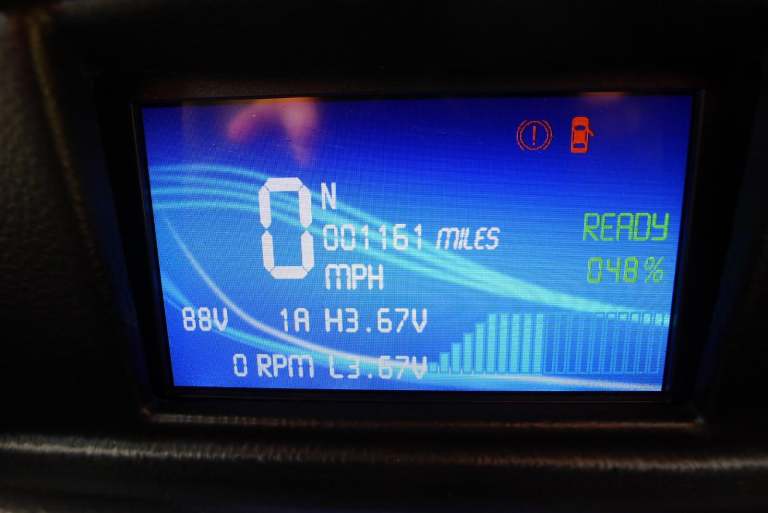 0 N
001161 MILES
MPH
READY
048%
88V 1A H3.67V
0 RPM L3.67V